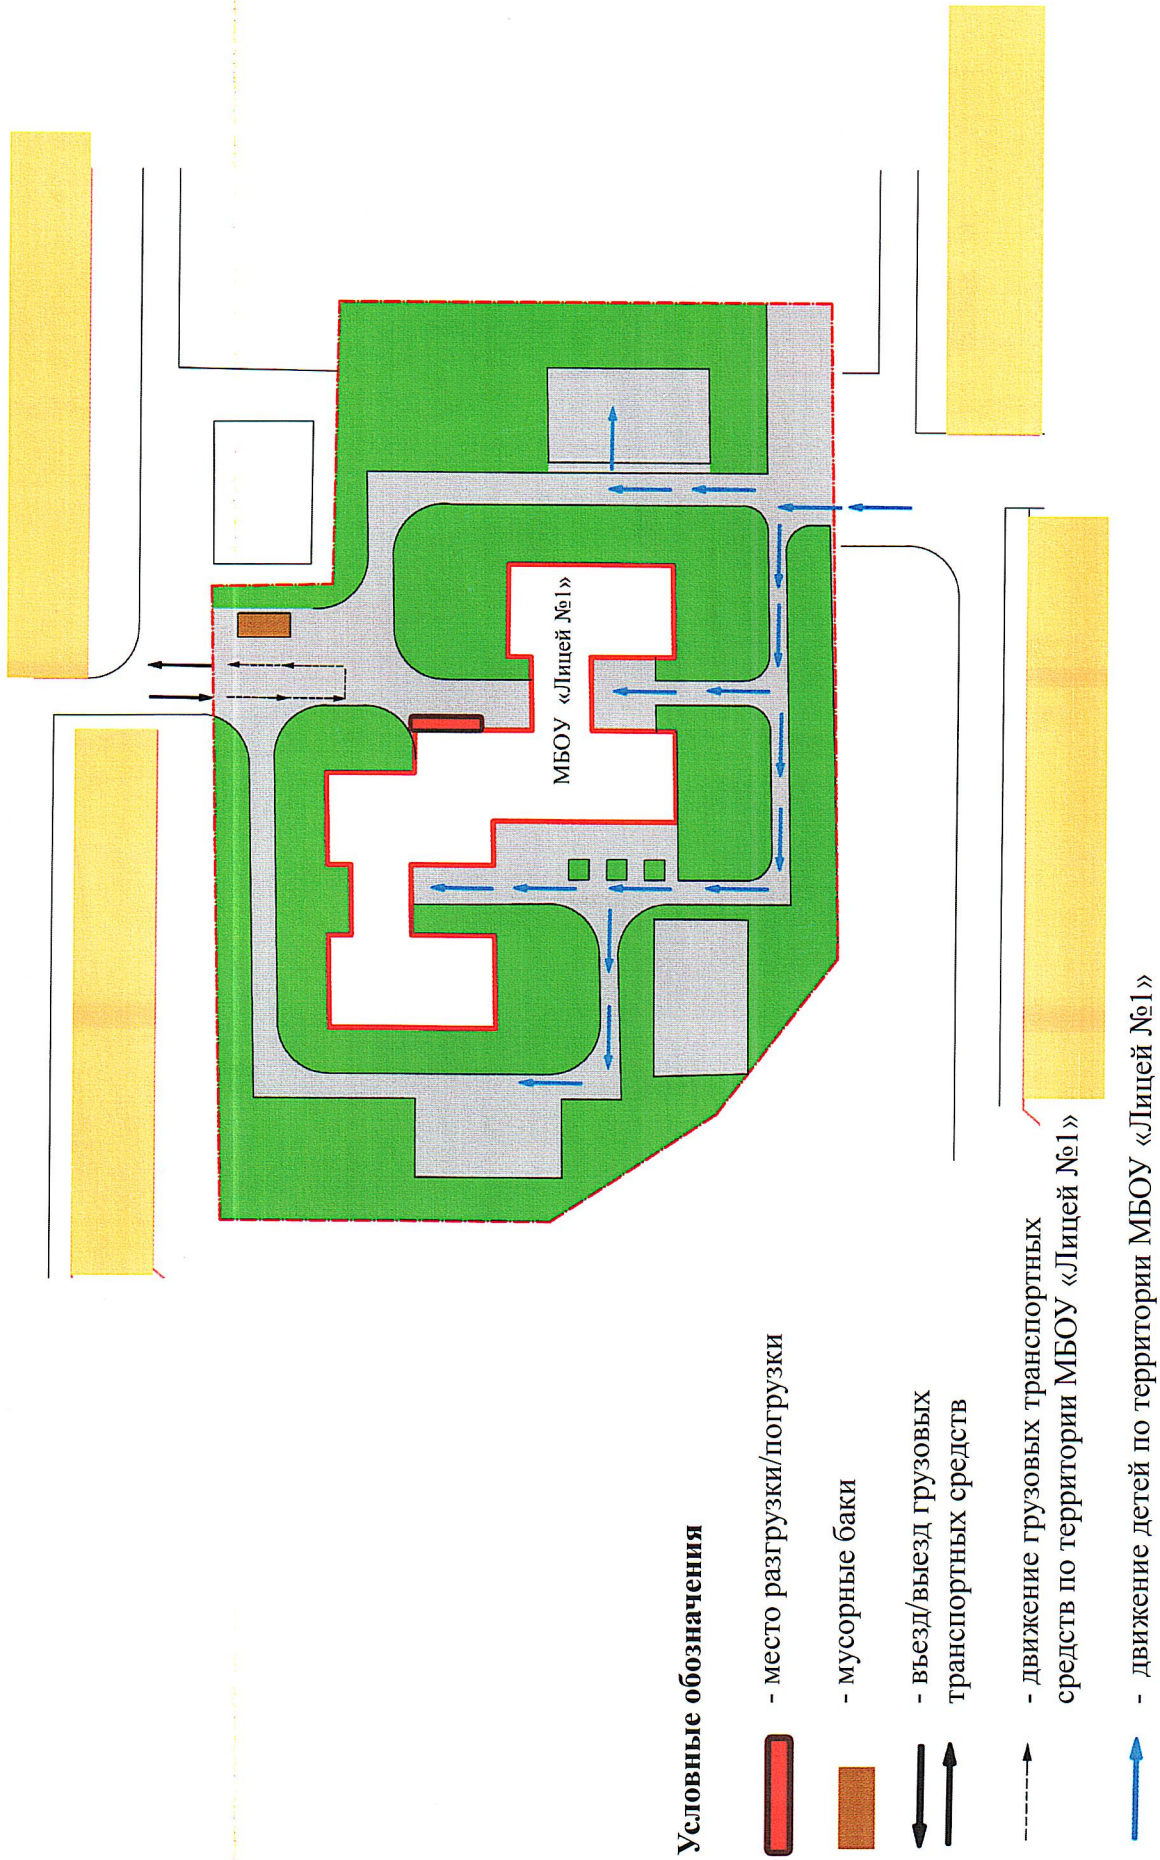 МБОУ «Лицей №1»
Условные обозначения
- место разгрузки/погрузки
- мусорные баки
- въезд/выезд грузовых
транспортных средств
- движение грузовых транспортных
средств по территории МБОУ «Лицей №1»
- движение детей по территории МБОУ «Лицей №1»